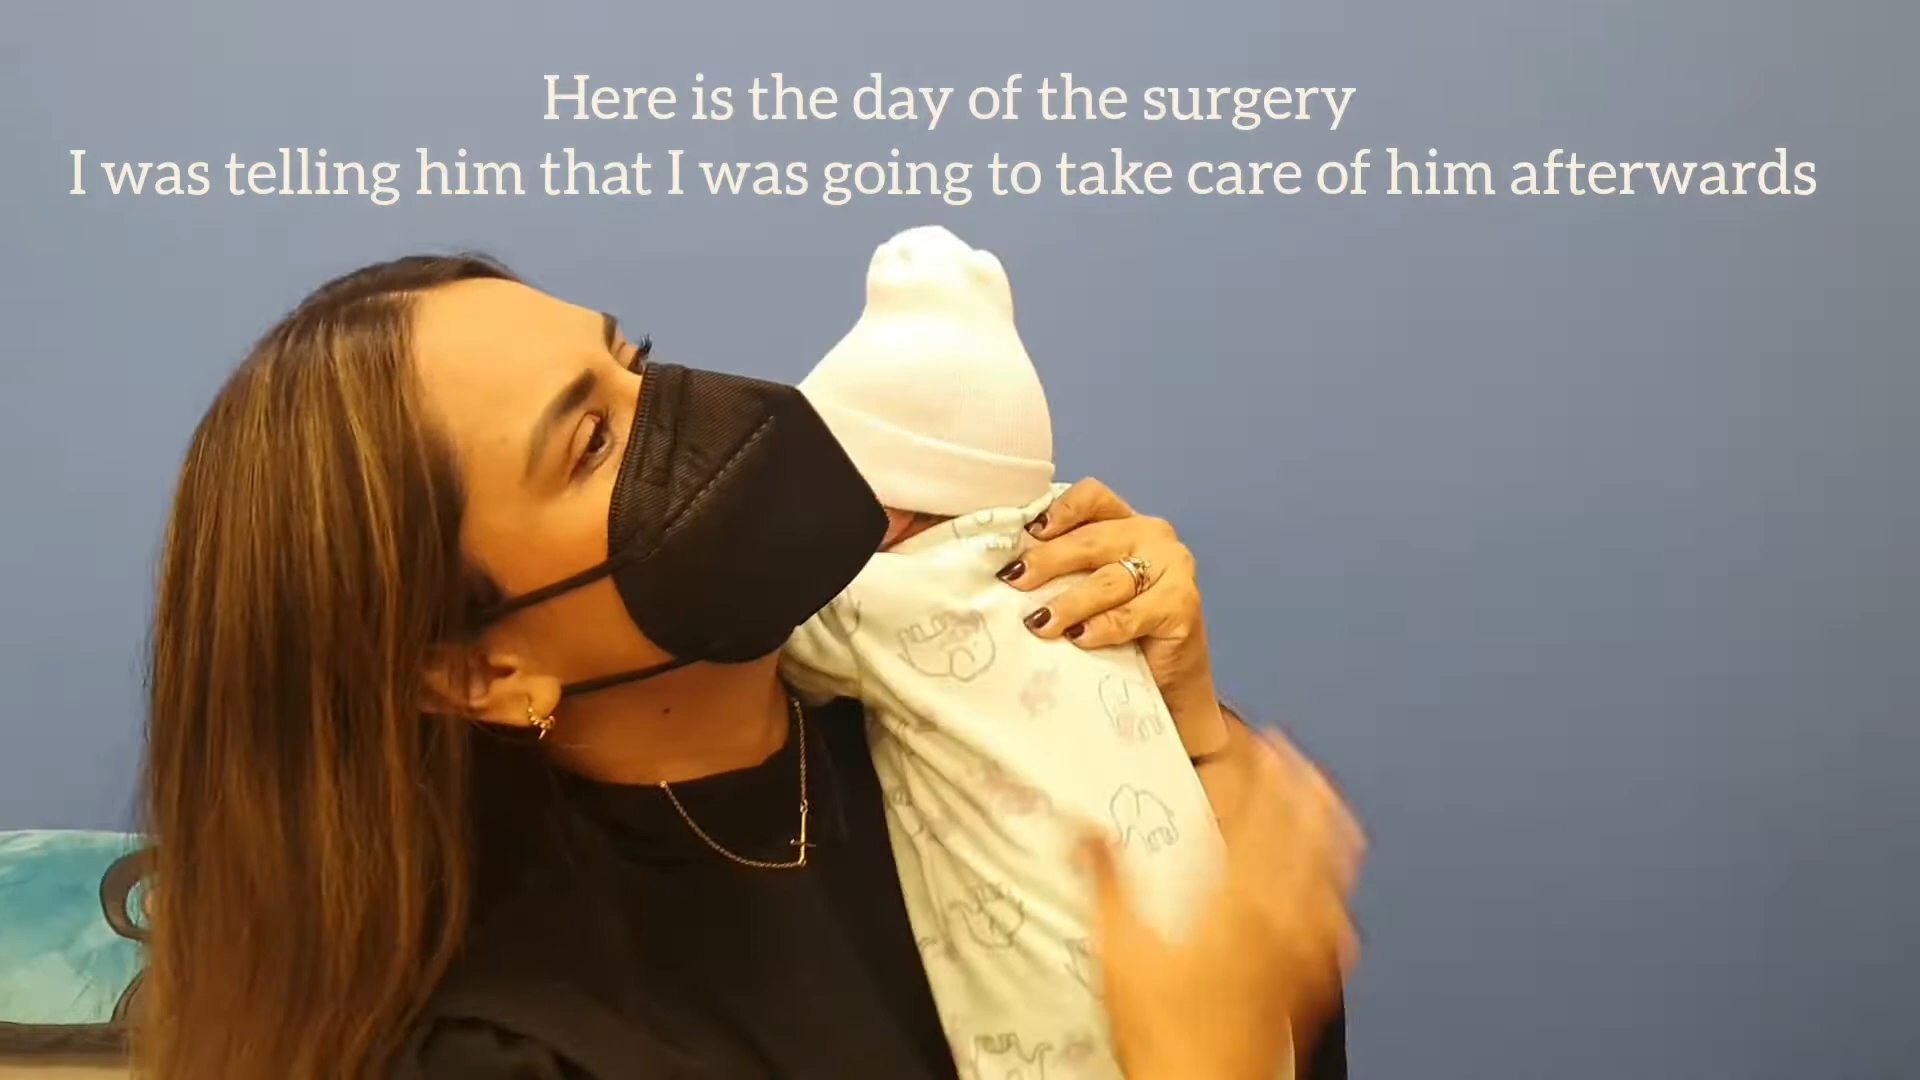 Here is the day of the surgery
I was telling him that I was going to take care of him afterwards